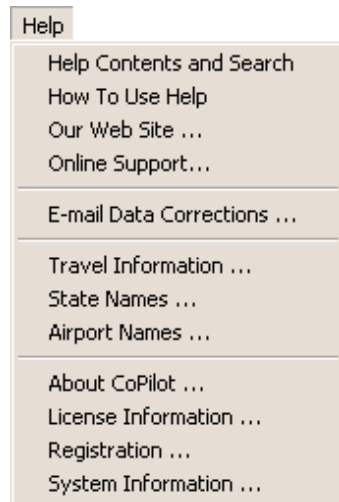 Help
Help Contents and Search
How To Use Help
Our Web Site ...
Online Support...
E-mail Data Corrections ...
Travel Information ...
State Names ...
Airport Names ...
About CoPilot ...
License Information ...
Registration ...
System Information ...